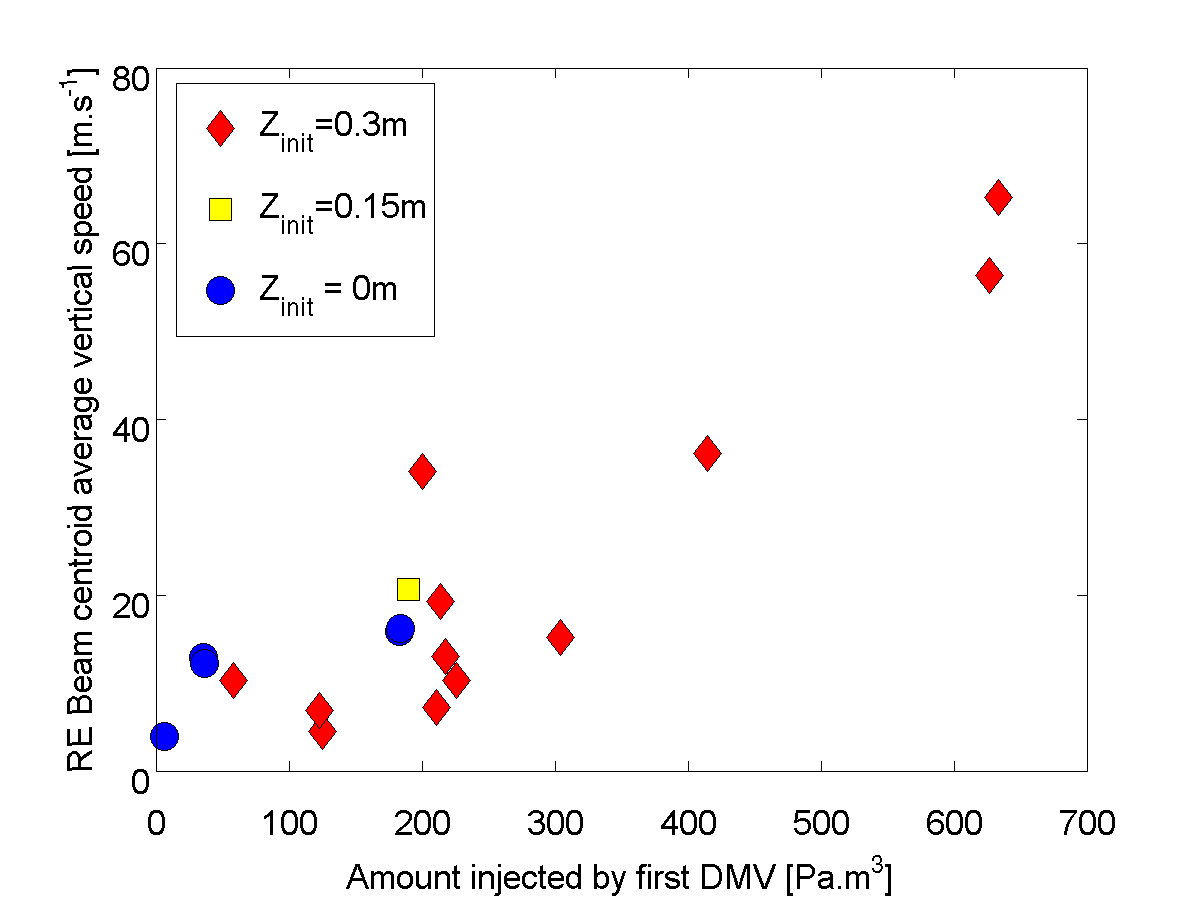 80
60
40
20
0
RE Beam centroid average vertical speed [m.s⁻¹]
Z_init=0.3m
Z_init=0.15m
Z_init = 0m
0 100 200 300 400 500 600 700
Amount injected by first DMV [Pa.m³]